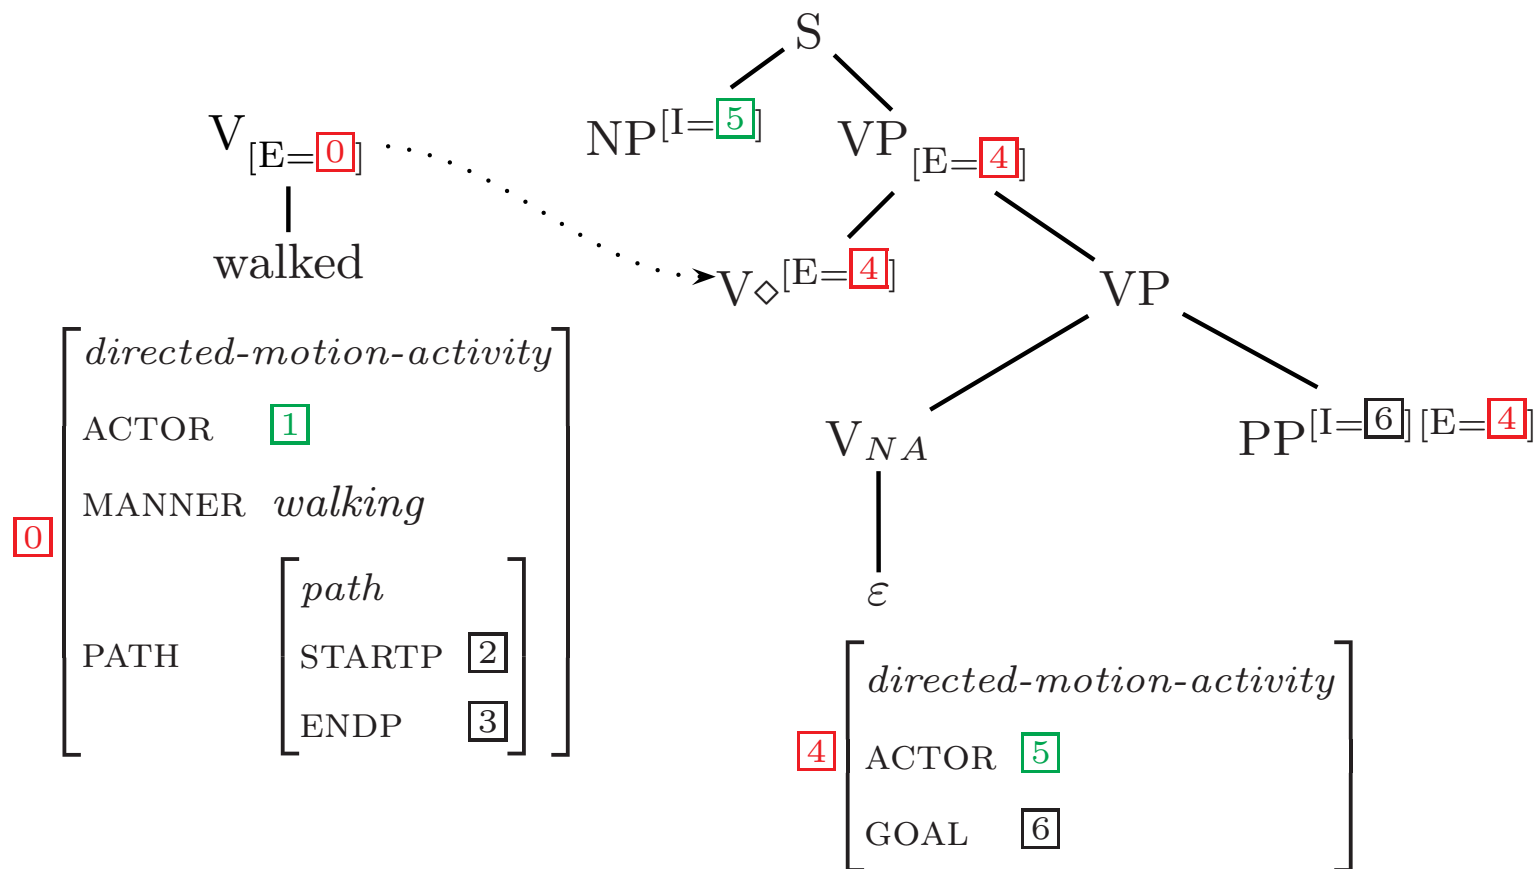 S
NP[I=5] VP[E=4]
V[E=0]
walked
V◇[E=4] VP
directed-motion-activity
ACTOR 1
MANNER walking
0
PATH
path
STARTP 2
ENDP 3
VNA PP[I=6][E=4]
ε
directed-motion-activity
4
ACTOR 5
GOAL 6